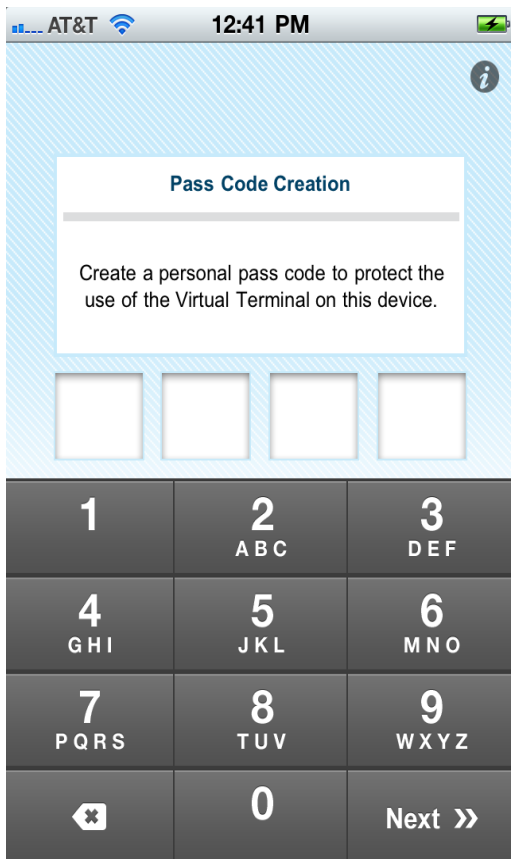 AT&T 12:41 PM
i
Pass Code Creation
Create a personal pass code to protect the
use of the Virtual Terminal on this device.
1 2 3
ABC DEF
4 5 6
GHI JKL MNO
7 8 9
PQRS TUV WXYZ
0 Next »